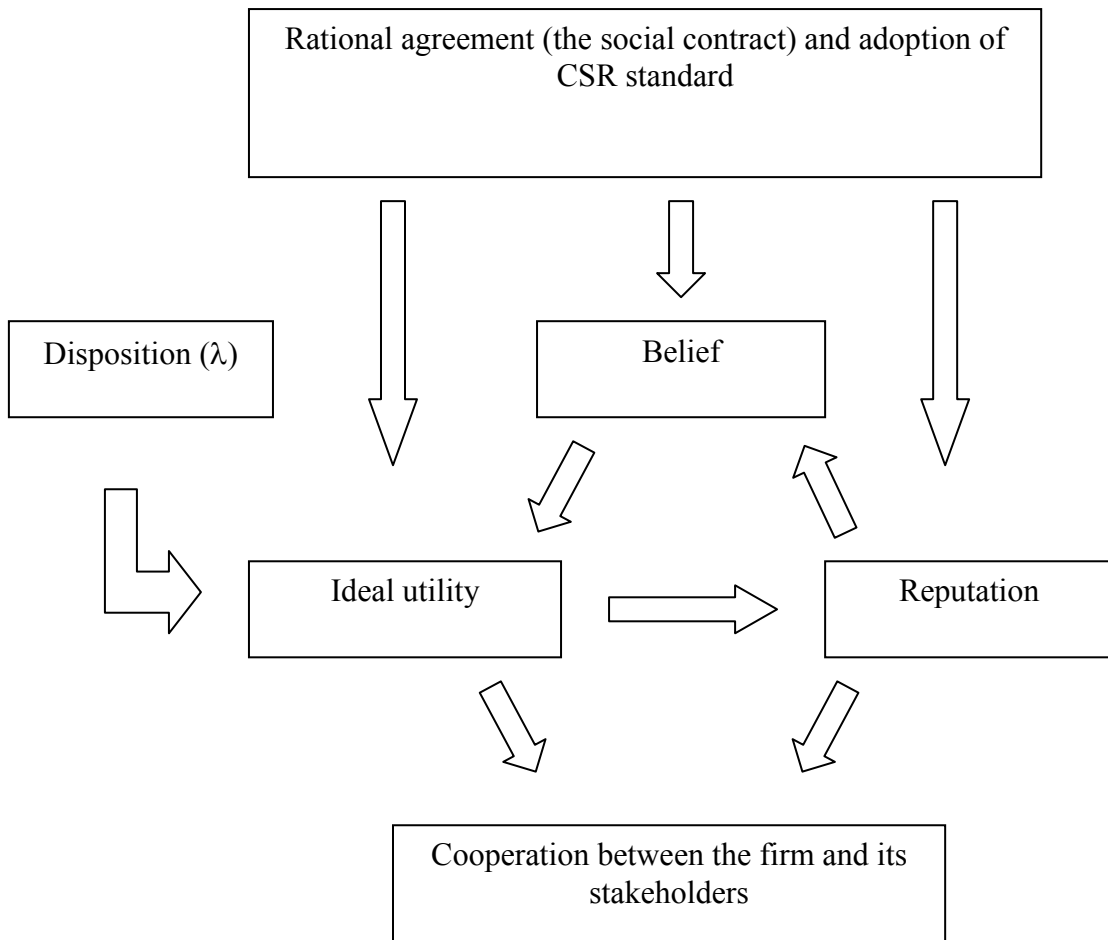 Rational agreement (the social contract) and adoption of
CSR standard
Disposition (λ)
Belief
Ideal utility
Reputation
Cooperation between the firm and its
stakeholders